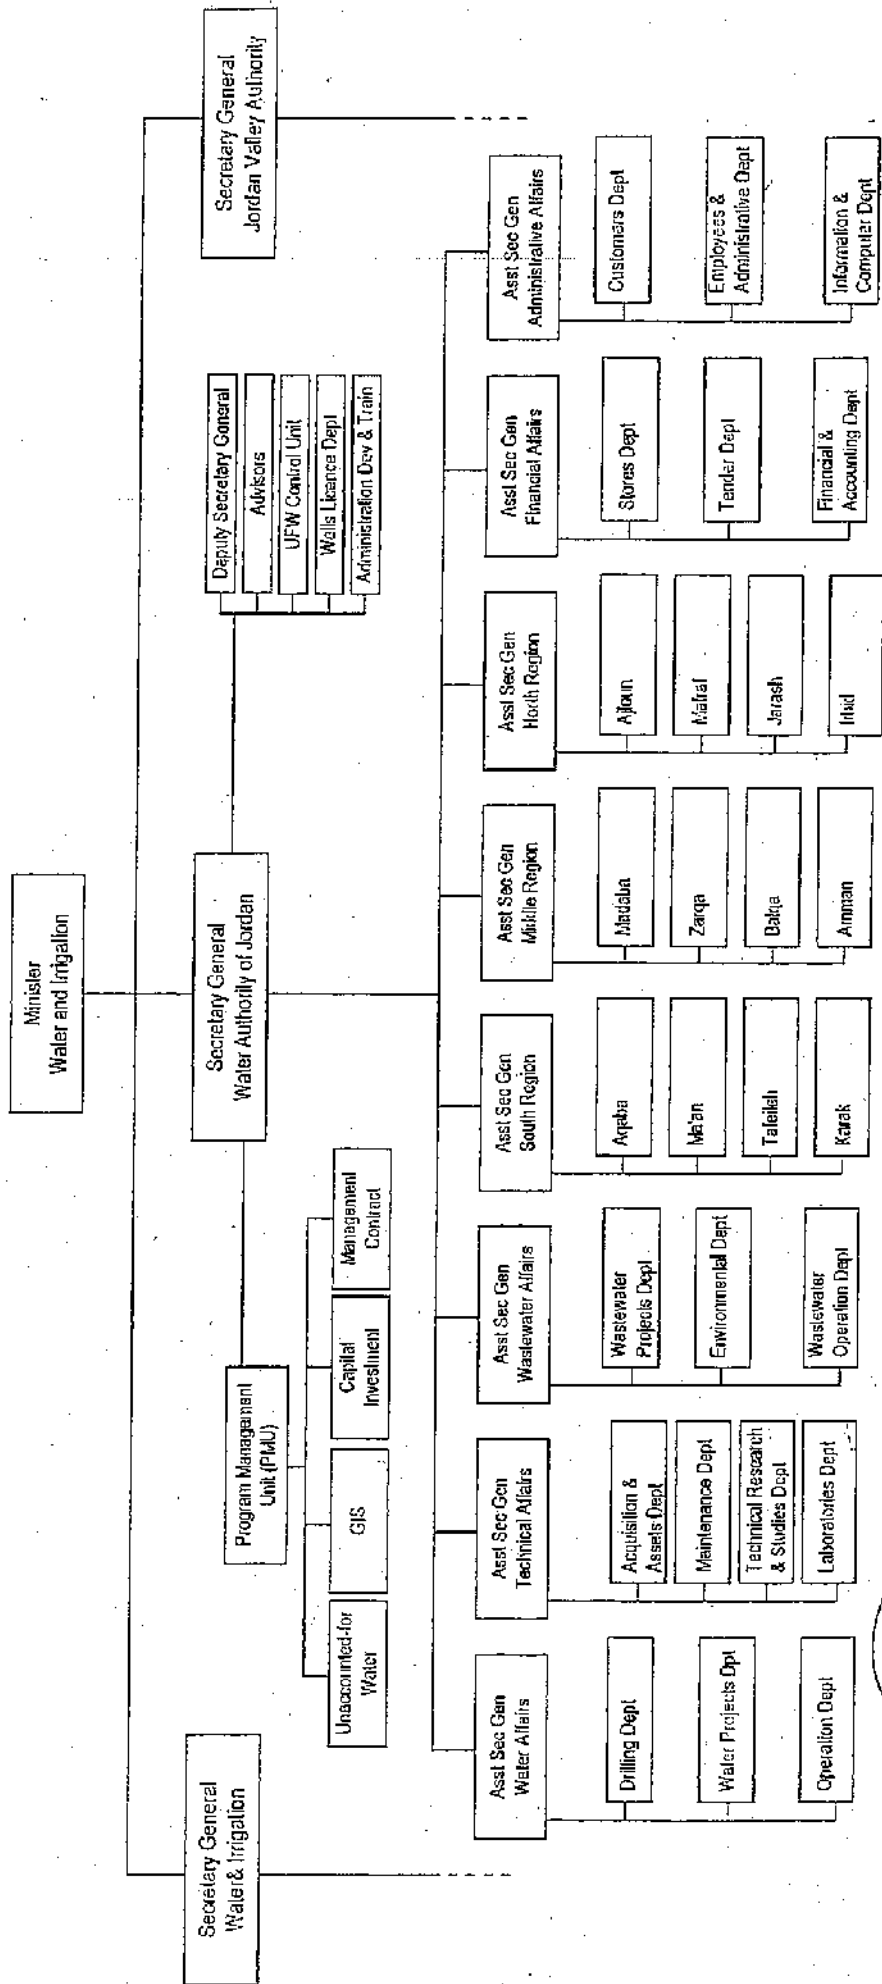 Minister
Water and Irrigation
Secretary General
Water & Irrigation
Secretary General
Water Authority of Jordan
Secretary General
Jordan Valley Authority
Program Management
Unit (PMU)
Unaccounted-for
Water
GIS
Capital
Investment
Management
Contract
Deputy Secretary General
Advisors
UFW Control Unit
Wells Licence Dept
Administration Dev & Train
Asst Sec Gen
Water Affairs
Drilling Dept
Water Projects Dpt
Operation Dept
Asst Sec Gen
Technical Affairs
Acquisition &
Assets Dept
Maintenance Dept
Technical Research
& Studies Dept
Laboratories Dept
Asst Sec Gen
Wastewater Affairs
Wastewater
Projects Dept
Environmental Dept
Wastewater
Operation Dept
Asst Sec Gen
South Region
Aqaba
Ma'an
Tafeilah
Karak
Asst Sec Gen
Middle Region
Madaba
Zarqa
Balqa
Amman
Asst Sec Gen
North Region
Ajloun
Mafraf
Jarash
Irbid
Asst Sec Gen
Financial Affairs
Stores Dept
Tender Dept
Financial &
Accounting Dept
Asst Sec Gen
Administrative Affairs
Customers Dept
Employees &
Administrative Dept
Information &
Computer Dept